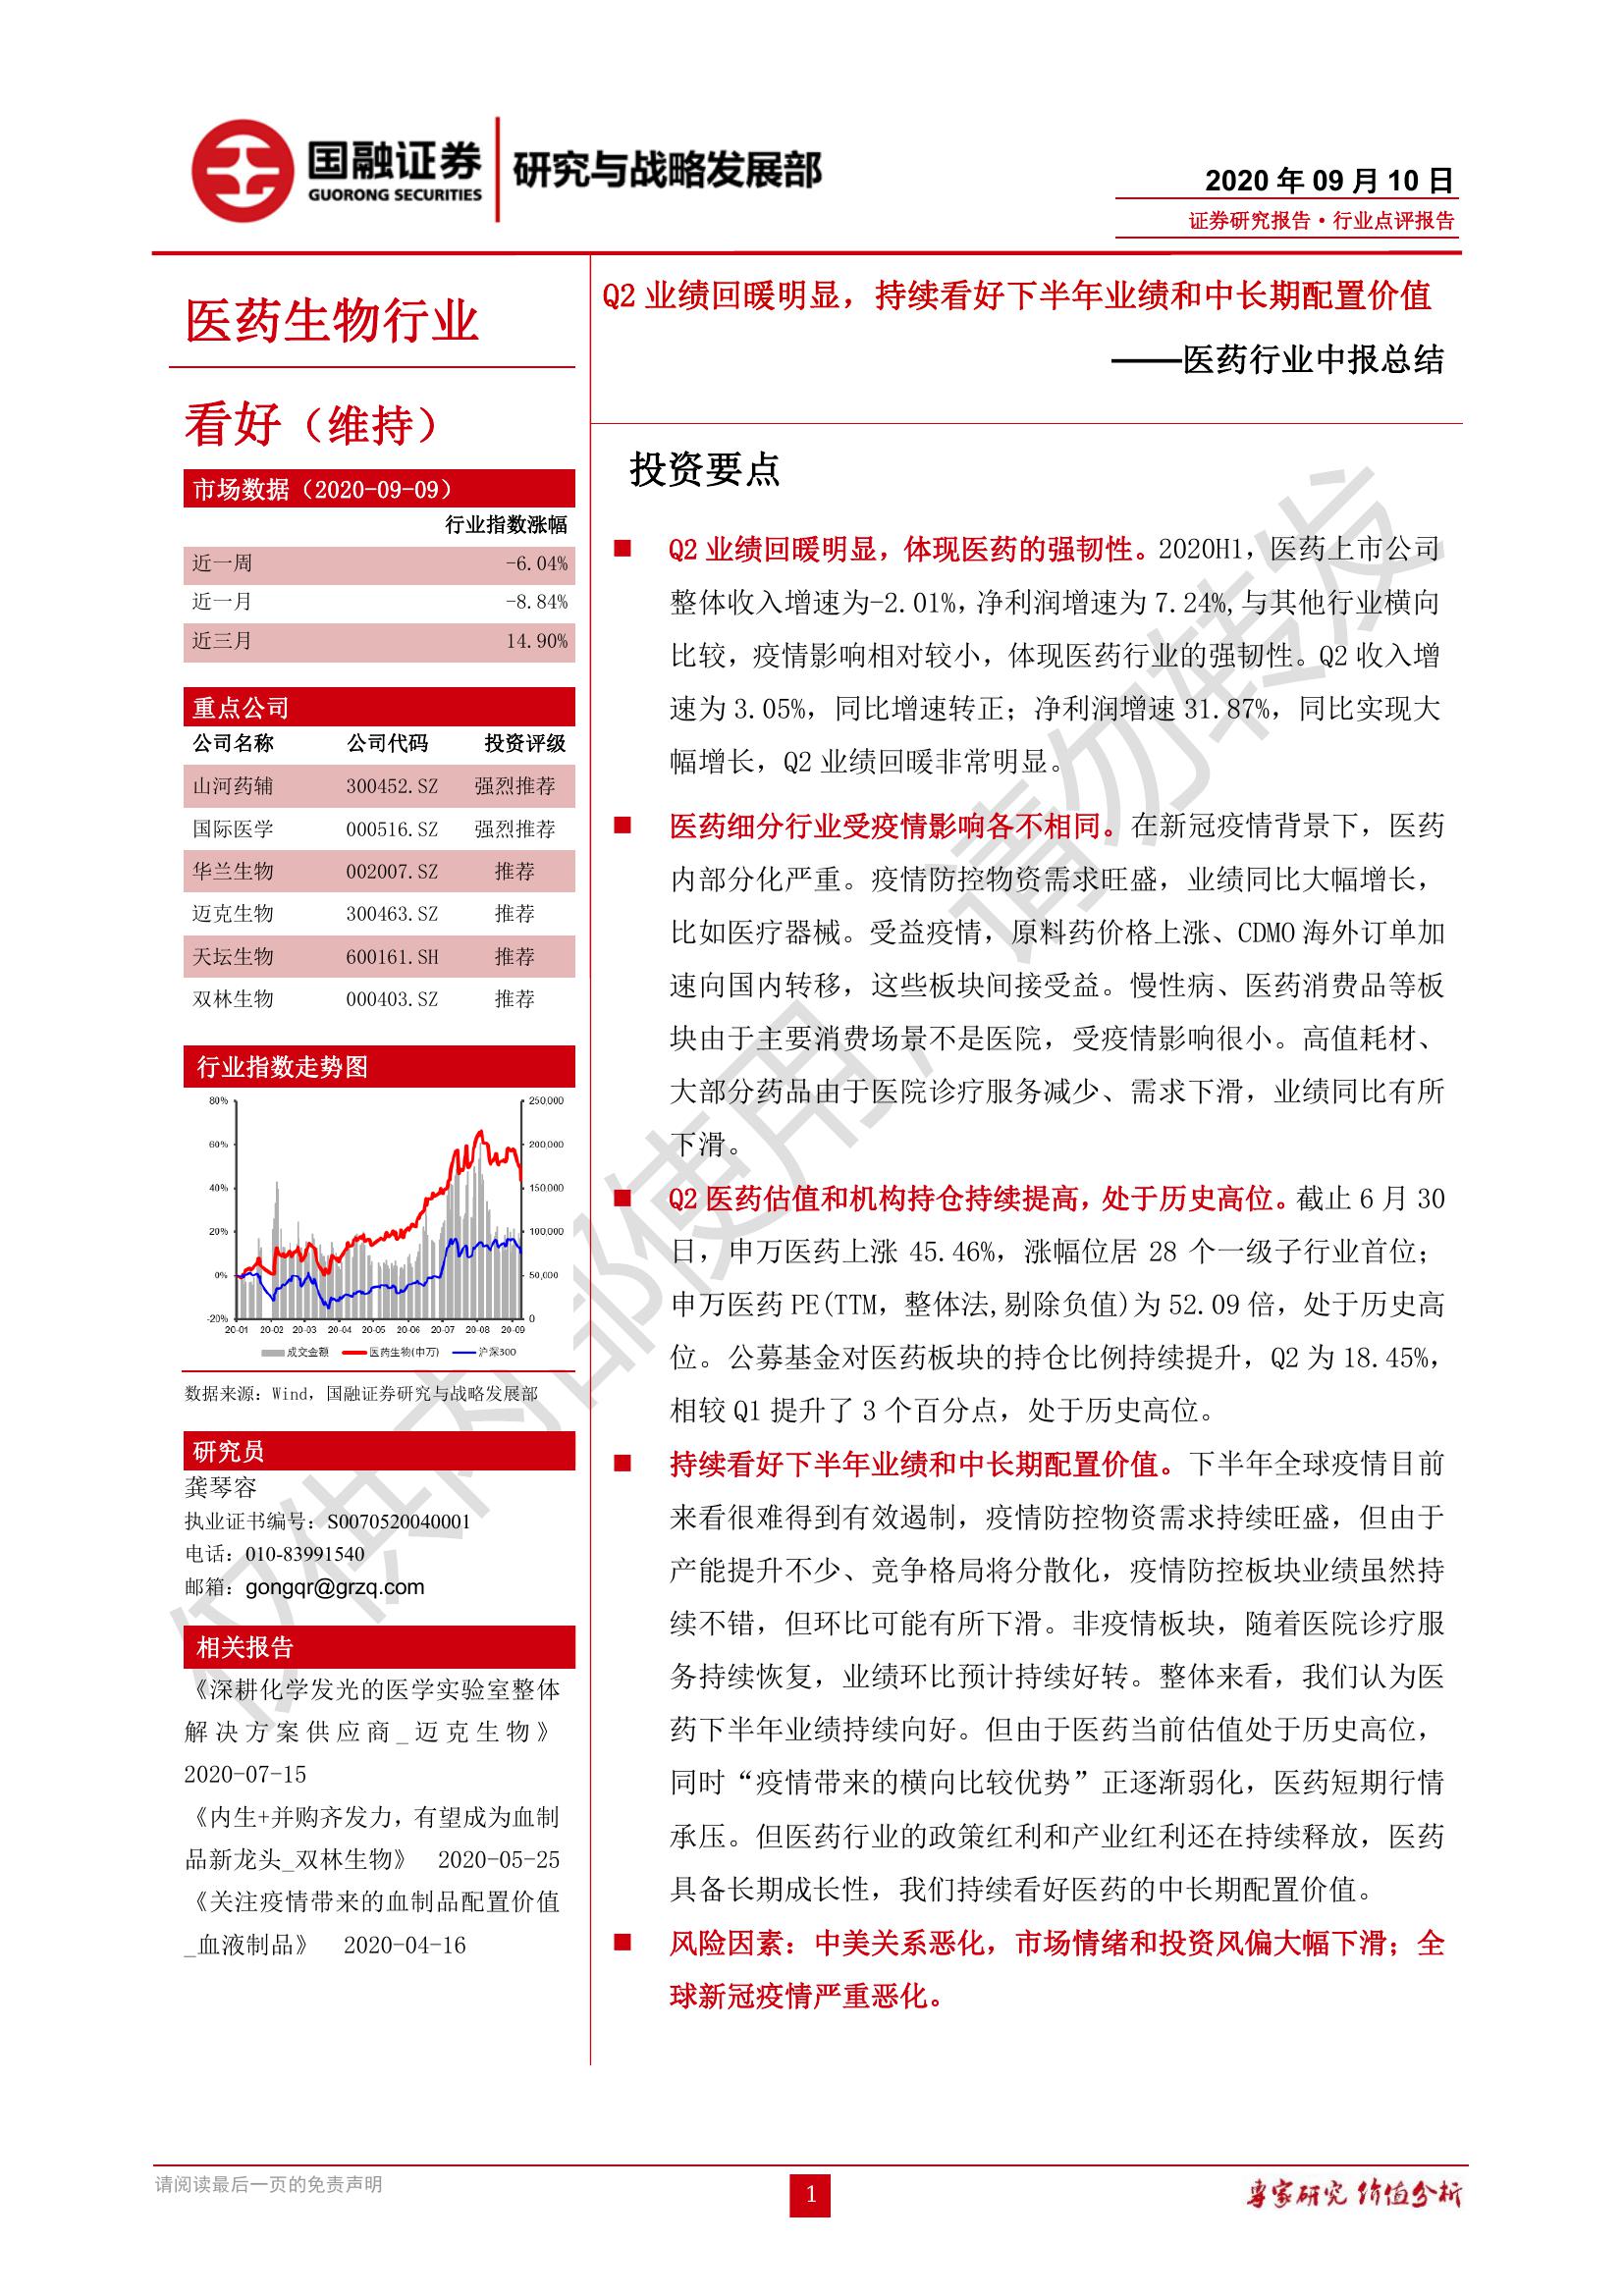 国融证券
GUORONG SECURITIES
研究与战略发展部
2020 年 09 月 10 日
证券研究报告·行业点评报告
医药生物行业
看好（维持）
市场数据（2020-09-09）
行业指数涨幅
近一周 -6.04%
近一月 -8.84%
近三月 14.90%
重点公司
公司名称 公司代码 投资评级
山河药辅 300452.SZ 强烈推荐
国际医学 000516.SZ 强烈推荐
华兰生物 002007.SZ 推荐
迈克生物 300463.SZ 推荐
天坛生物 600161.SH 推荐
双林生物 000403.SZ 推荐
行业指数走势图
80% 250,000
60% 200,000
40% 150,000
20% 100,000
0% 50,000
-20% 0
20-01 20-02 20-03 20-04 20-05 20-06 20-07 20-08 20-09
成交金额 医药生物(申万) 沪深300
数据来源：Wind，国融证券研究与战略发展部
研究员
龚琴容
执业证书编号：S0070520040001
电话：010-83991540
邮箱：gongqr@grzq.com
相关报告
《深耕化学发光的医学实验室整体
解决方案供应商_迈克生物》
2020-07-15
《内生+并购齐发力，有望成为血制
品新龙头_双林生物》 2020-05-25
《关注疫情带来的血制品配置价值
_血液制品》 2020-04-16
Q2 业绩回暖明显，持续看好下半年业绩和中长期配置价值
——医药行业中报总结
投资要点
■ Q2 业绩回暖明显，体现医药的强韧性。2020H1，医药上市公司
整体收入增速为-2.01%,净利润增速为 7.24%,与其他行业横向
比较，疫情影响相对较小，体现医药行业的强韧性。Q2 收入增
速为 3.05%，同比增速转正；净利润增速 31.87%，同比实现大
幅增长，Q2 业绩回暖非常明显。
■ 医药细分行业受疫情影响各不相同。在新冠疫情背景下，医药
内部分化严重。疫情防控物资需求旺盛，业绩同比大幅增长，
比如医疗器械。受益疫情，原料药价格上涨、CDMO 海外订单加
速向国内转移，这些板块间接受益。慢性病、医药消费品等板
块由于主要消费场景不是医院，受疫情影响很小。高值耗材、
大部分药品由于医院诊疗服务减少、需求下滑，业绩同比有所
下滑。
■ Q2 医药估值和机构持仓持续提高，处于历史高位。截止 6 月 30
日，申万医药上涨 45.46%，涨幅位居 28 个一级子行业首位；
申万医药 PE(TTM，整体法,剔除负值)为 52.09 倍，处于历史高
位。公募基金对医药板块的持仓比例持续提升，Q2 为 18.45%，
相较 Q1 提升了 3 个百分点，处于历史高位。
■ 持续看好下半年业绩和中长期配置价值。下半年全球疫情目前
来看很难得到有效遏制，疫情防控物资需求持续旺盛，但由于
产能提升不少、竞争格局将分散化，疫情防控板块业绩虽然持
续不错，但环比可能有所下滑。非疫情板块，随着医院诊疗服
务持续恢复，业绩环比预计持续好转。整体来看，我们认为医
药下半年业绩持续向好。但由于医药当前估值处于历史高位，
同时“疫情带来的横向比较优势”正逐渐弱化，医药短期行情
承压。但医药行业的政策红利和产业红利还在持续释放，医药
具备长期成长性，我们持续看好医药的中长期配置价值。
■ 风险因素：中美关系恶化，市场情绪和投资风偏大幅下滑；全
球新冠疫情严重恶化。
仅供内部使用，请勿转发
请阅读最后一页的免责声明
1
专家研究 价值分析